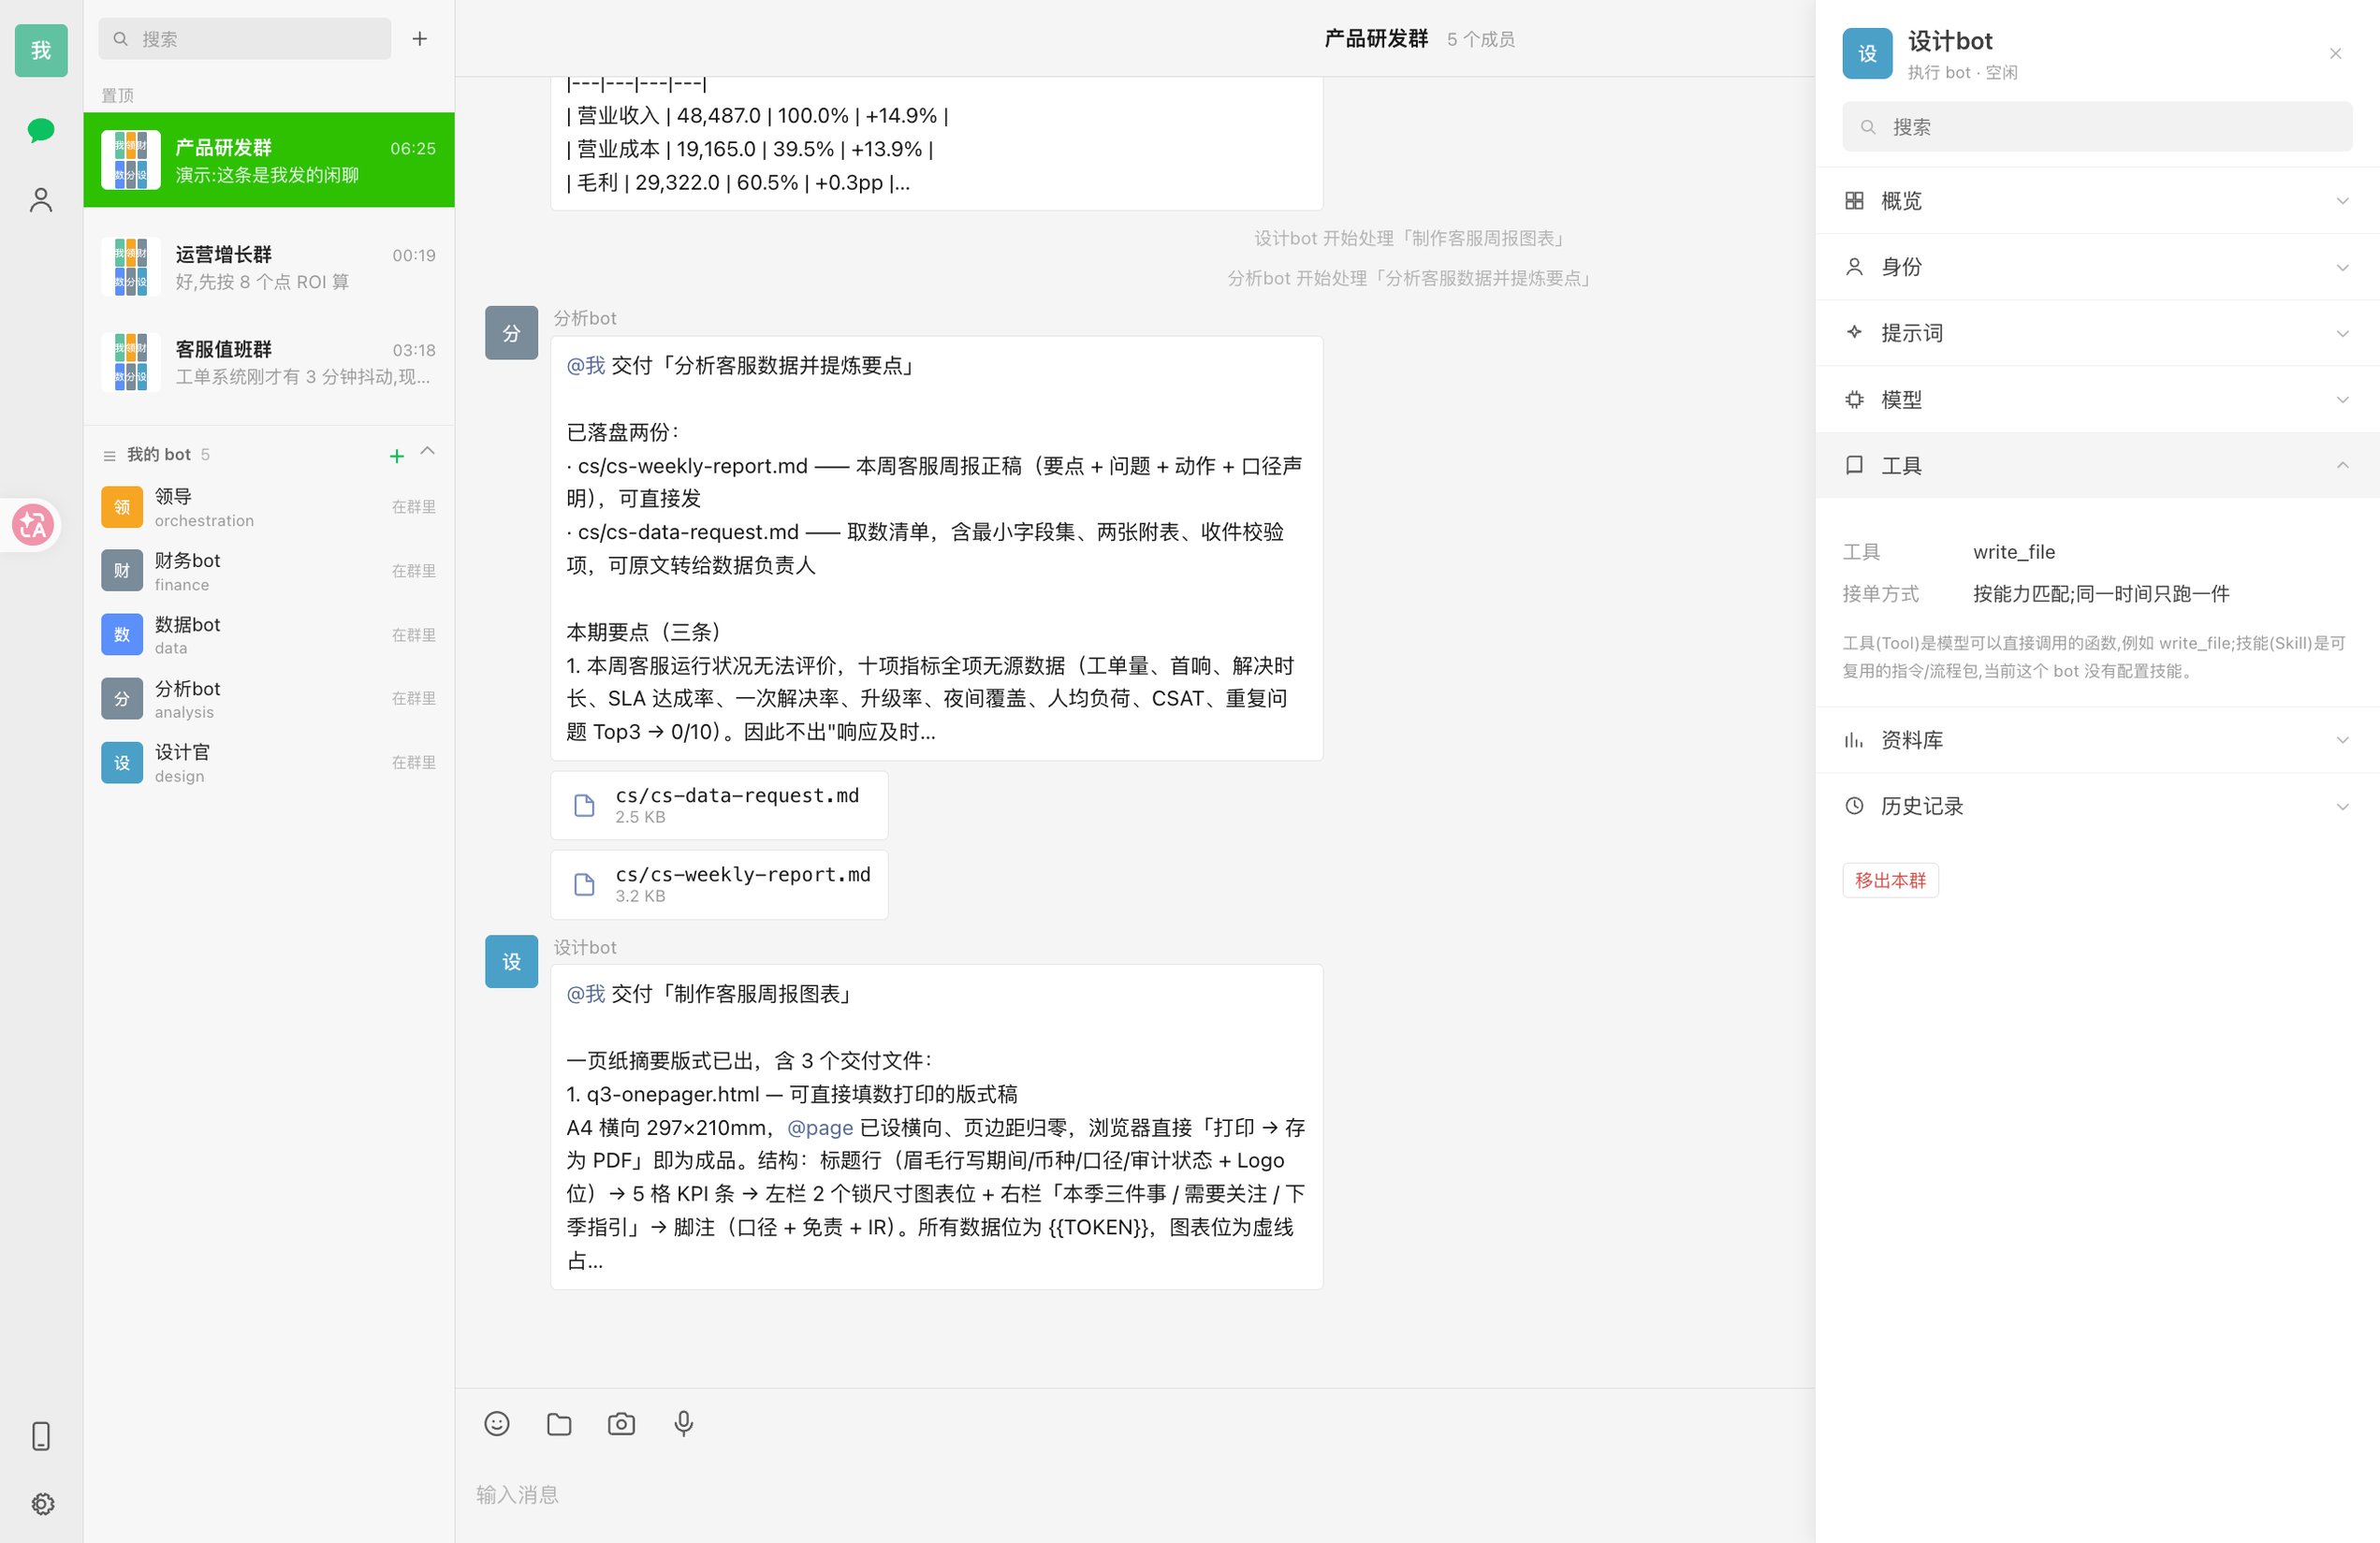 我
搜索
置顶
产品研发群
06:25
演示:这条是我发的闲聊
运营增长群
00:19
好,先按 8 个点 ROI 算
客服值班群
03:18
工单系统刚才有 3 分钟抖动,现...
我的 bot 5
领
领导
orchestration
在群里
财
财务bot
finance
在群里
数
数据bot
data
在群里
分
分析bot
analysis
在群里
设
设计官
design
在群里
产品研发群 5 个成员
|---|---|---|---|
| 营业收入 | 48,487.0 | 100.0% | +14.9% |
| 营业成本 | 19,165.0 | 39.5% | +13.9% |
| 毛利 | 29,322.0 | 60.5% | +0.3pp |...
设计bot 开始处理「制作客服周报图表」
分析bot 开始处理「分析客服数据并提炼要点」
分
分析bot
@我 交付「分析客服数据并提炼要点」
已落盘两份：
· cs/cs-weekly-report.md —— 本周客服周报正稿（要点 + 问题 + 动作 + 口径声
明），可直接发
· cs/cs-data-request.md —— 取数清单，含最小字段集、两张附表、收件校验
项，可原文转给数据负责人
本期要点（三条）
1. 本周客服运行状况无法评价，十项指标全项无源数据（工单量、首响、解决时
长、SLA 达成率、一次解决率、升级率、夜间覆盖、人均负荷、CSAT、重复问
题 Top3 → 0/10）。因此不出"响应及时...
cs/cs-data-request.md
2.5 KB
cs/cs-weekly-report.md
3.2 KB
设
设计bot
@我 交付「制作客服周报图表」
一页纸摘要版式已出，含 3 个交付文件：
1. q3-onepager.html — 可直接填数打印的版式稿
A4 横向 297×210mm，@page 已设横向、页边距归零，浏览器直接「打印 → 存
为 PDF」即为成品。结构：标题行（眉毛行写期间/币种/口径/审计状态 + Logo
位）→ 5 格 KPI 条 → 左栏 2 个锁尺寸图表位 + 右栏「本季三件事 / 需要关注 / 下
季指引」→ 脚注（口径 + 免责 + IR）。所有数据位为 {{TOKEN}}，图表位为虚线
占...
输入消息
设
设计bot
执行 bot · 空闲
搜索
概览
身份
提示词
模型
工具
工具 write_file
接单方式 按能力匹配;同一时间只跑一件
工具(Tool)是模型可以直接调用的函数,例如 write_file;技能(Skill)是可
复用的指令/流程包,当前这个 bot 没有配置技能。
资料库
历史记录
移出本群